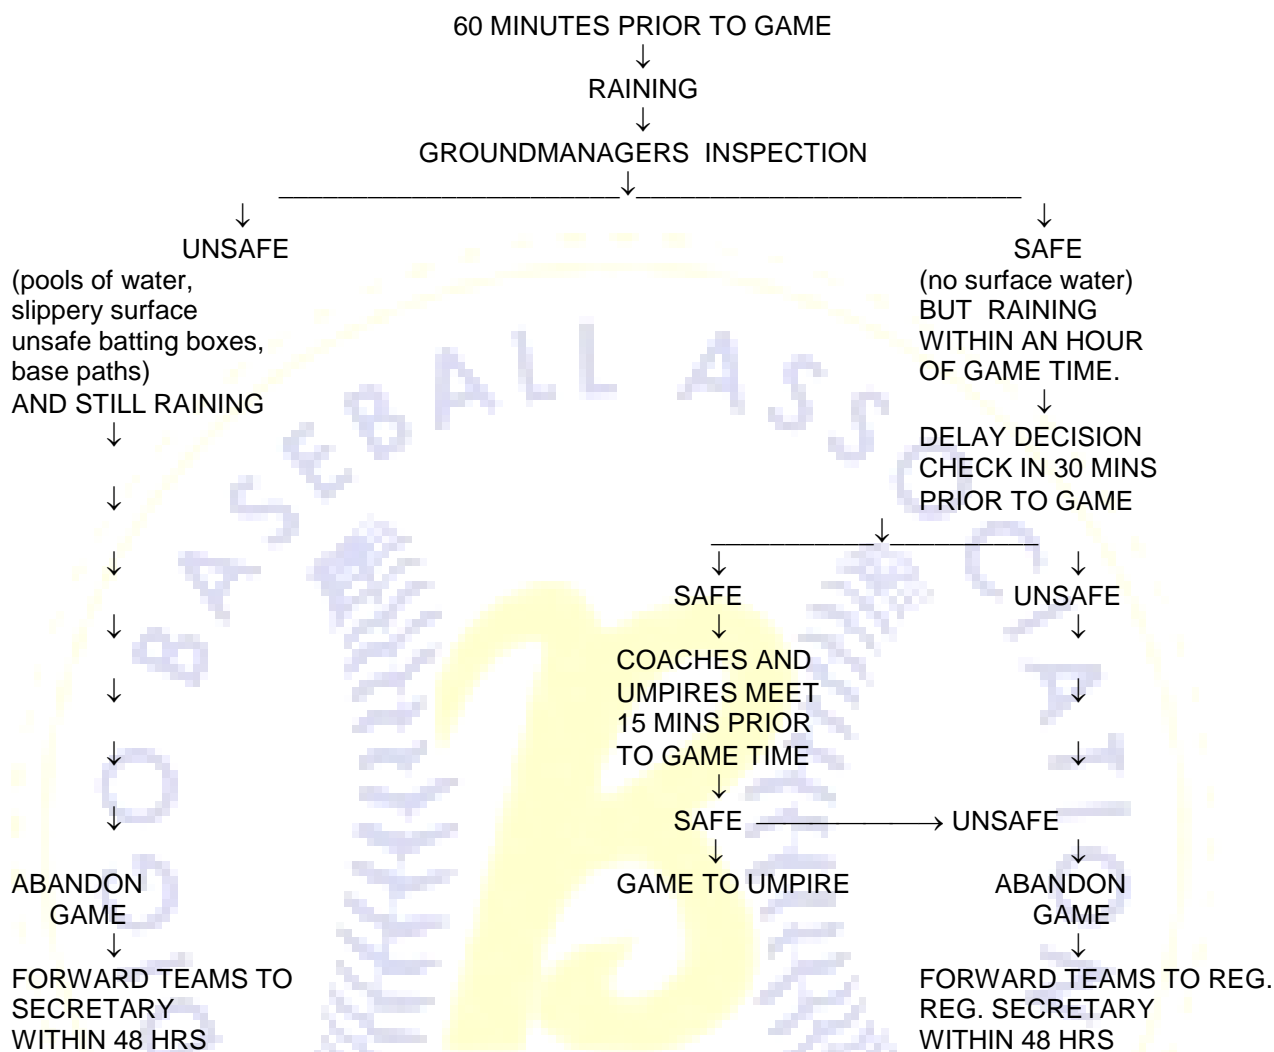 60 MINUTES PRIOR TO GAME
↓
RAINING
↓
GROUNDMANAGERS  INSPECTION
↓
↓ ↓
UNSAFE
(pools of water,
slippery surface
unsafe batting boxes,
base paths)
AND STILL RAINING
↓
↓
↓
↓
↓
↓
↓
ABANDON
GAME
↓
FORWARD TEAMS TO
SECRETARY
WITHIN 48 HRS
SAFE
(no surface water)
BUT  RAINING
WITHIN AN HOUR
OF GAME TIME.
↓
DELAY DECISION
CHECK IN 30 MINS
PRIOR TO GAME
↓
↓ ↓
SAFE
↓
COACHES AND
UMPIRES MEET
15 MINS PRIOR
TO GAME TIME
↓
SAFE → UNSAFE
↓
GAME TO UMPIRE
UNSAFE
↓
↓
↓
↓
ABANDON
GAME
↓
FORWARD TEAMS TO REG.
REG. SECRETARY
WITHIN 48 HRS
BASEBALL ASSOCIATION
B